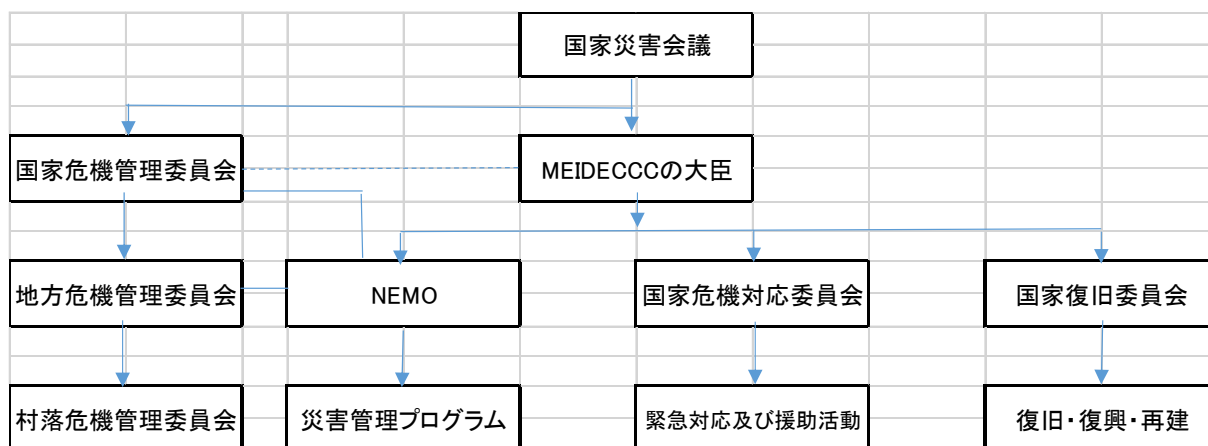 国家災害会議
国家危機管理委員会
MEIDECCCの大臣
地方危機管理委員会
NEMO
国家危機対応委員会
国家復旧委員会
村落危機管理委員会
災害管理プログラム
緊急対応及び援助活動
復旧・復興・再建